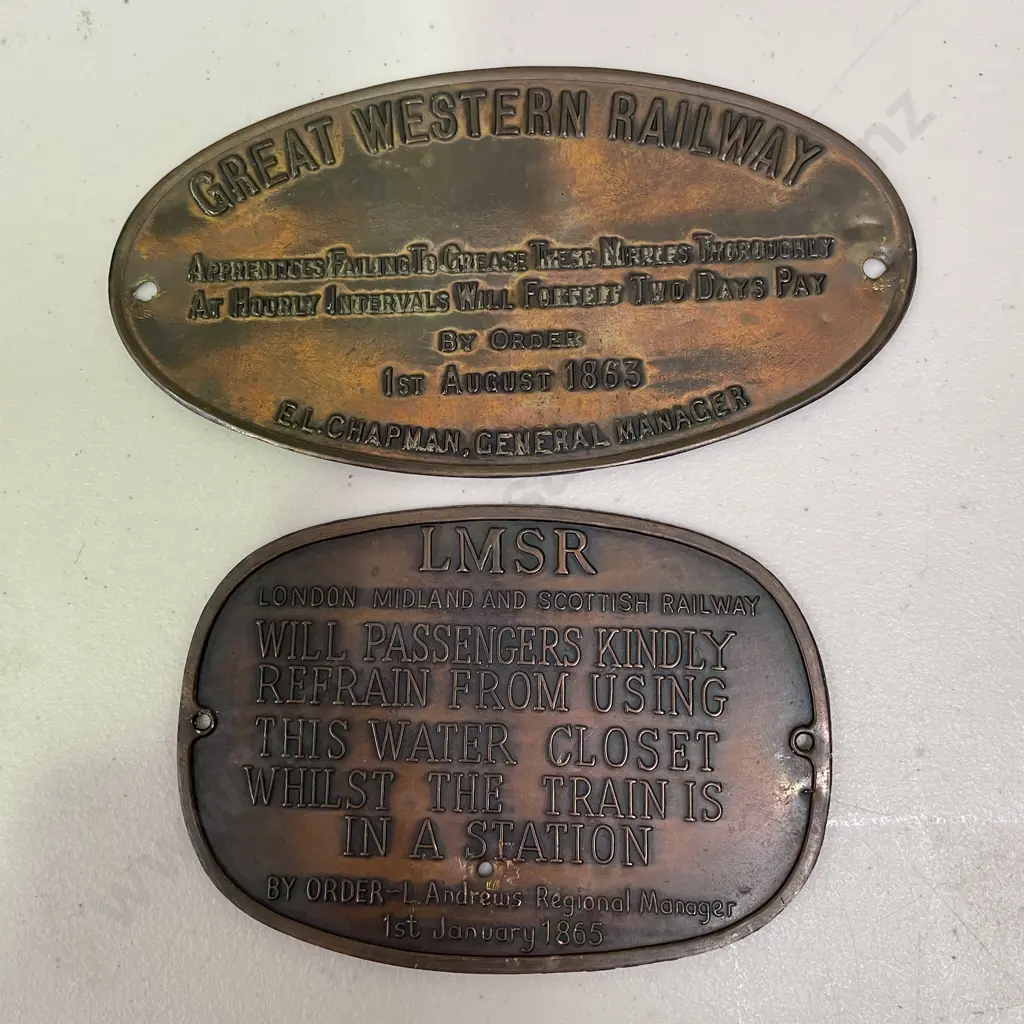 GREAT WESTERN RAILWAY
APPRENTICES FAILING TO GREASE THESE NIPPLES THOROUGHLY
AT HOURLY INTERVALS WILL FORFEIT TWO DAYS PAY
BY ORDER
1ST AUGUST 1863
E.L. CHAPMAN, GENERAL MANAGER
LMSR
LONDON MIDLAND AND SCOTTISH RAILWAY
WILL PASSENGERS KINDLY
REFRAIN FROM USING
THIS WATER CLOSET
WHILST THE TRAIN IS
IN A STATION
BY ORDER-L. Andrews Regional Manager
1st January 1865